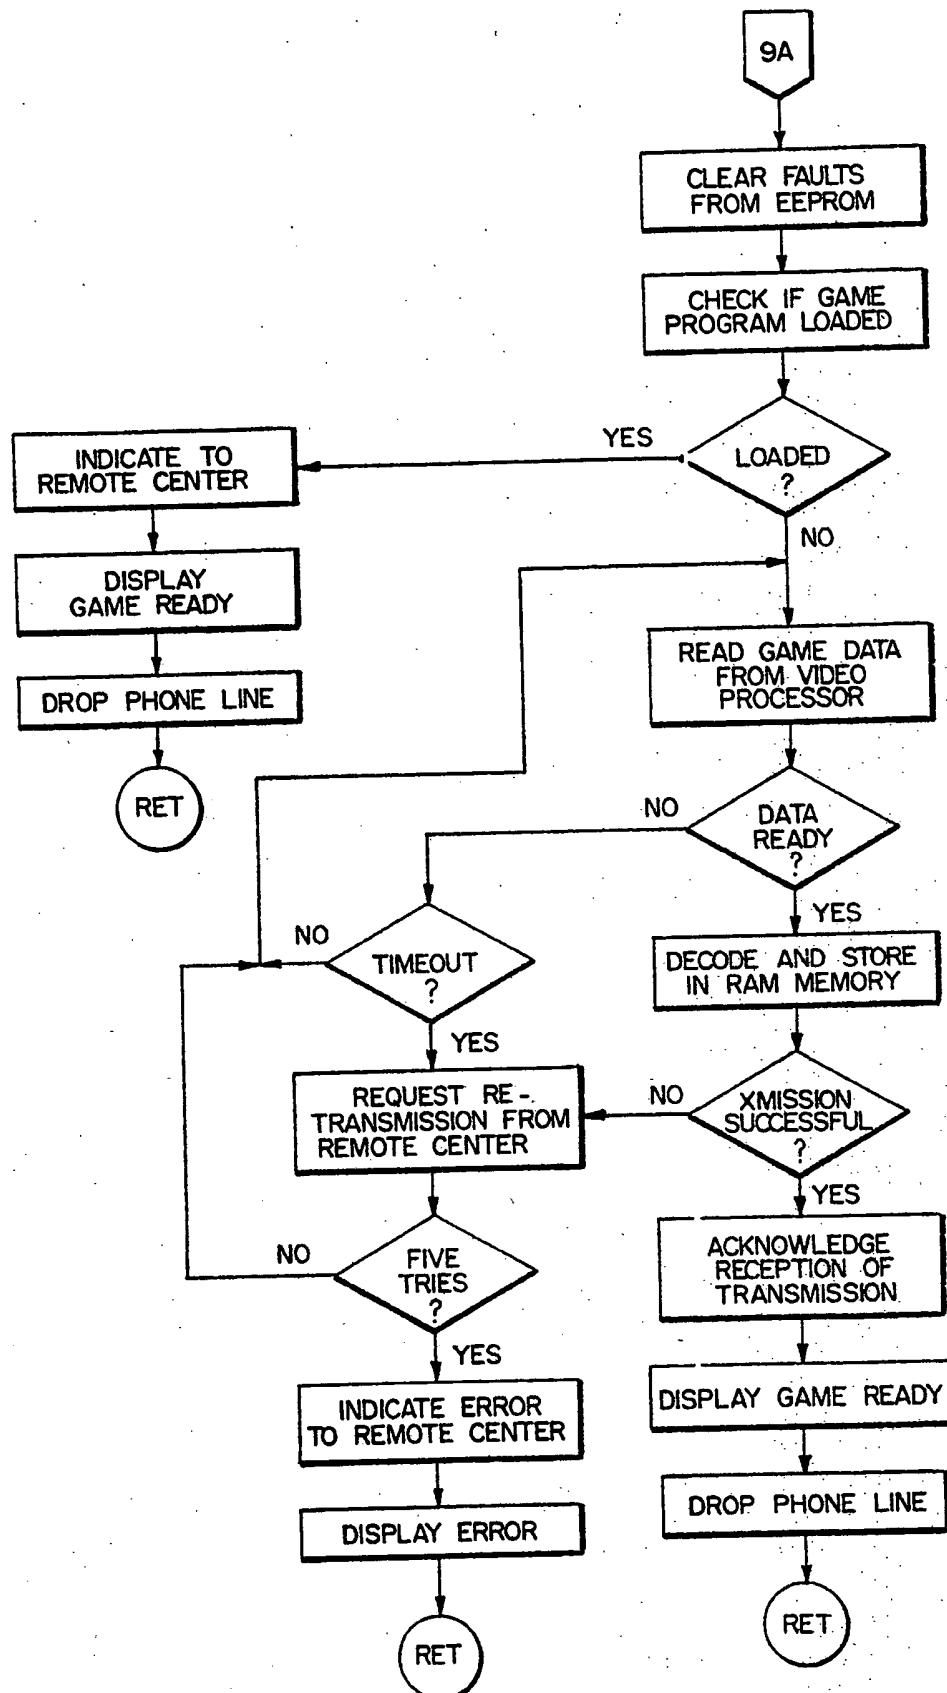 9A
CLEAR FAULTS
FROM EEPROM
CHECK IF GAME
PROGRAM LOADED
LOADED
?
YES
NO
INDICATE TO
REMOTE CENTER
DISPLAY
GAME READY
DROP PHONE LINE
RET
READ GAME DATA
FROM VIDEO
PROCESSOR
DATA
READY
?
NO
YES
TIMEOUT
?
NO
YES
DECODE AND STORE
IN RAM MEMORY
XMISSION
SUCCESSFUL
?
NO
YES
REQUEST RE-
TRANSMISSION FROM
REMOTE CENTER
FIVE
TRIES
?
NO
YES
ACKNOWLEDGE
RECEPTION OF
TRANSMISSION
INDICATE ERROR
TO REMOTE CENTER
DISPLAY GAME READY
DISPLAY ERROR
DROP PHONE LINE
RET
RET